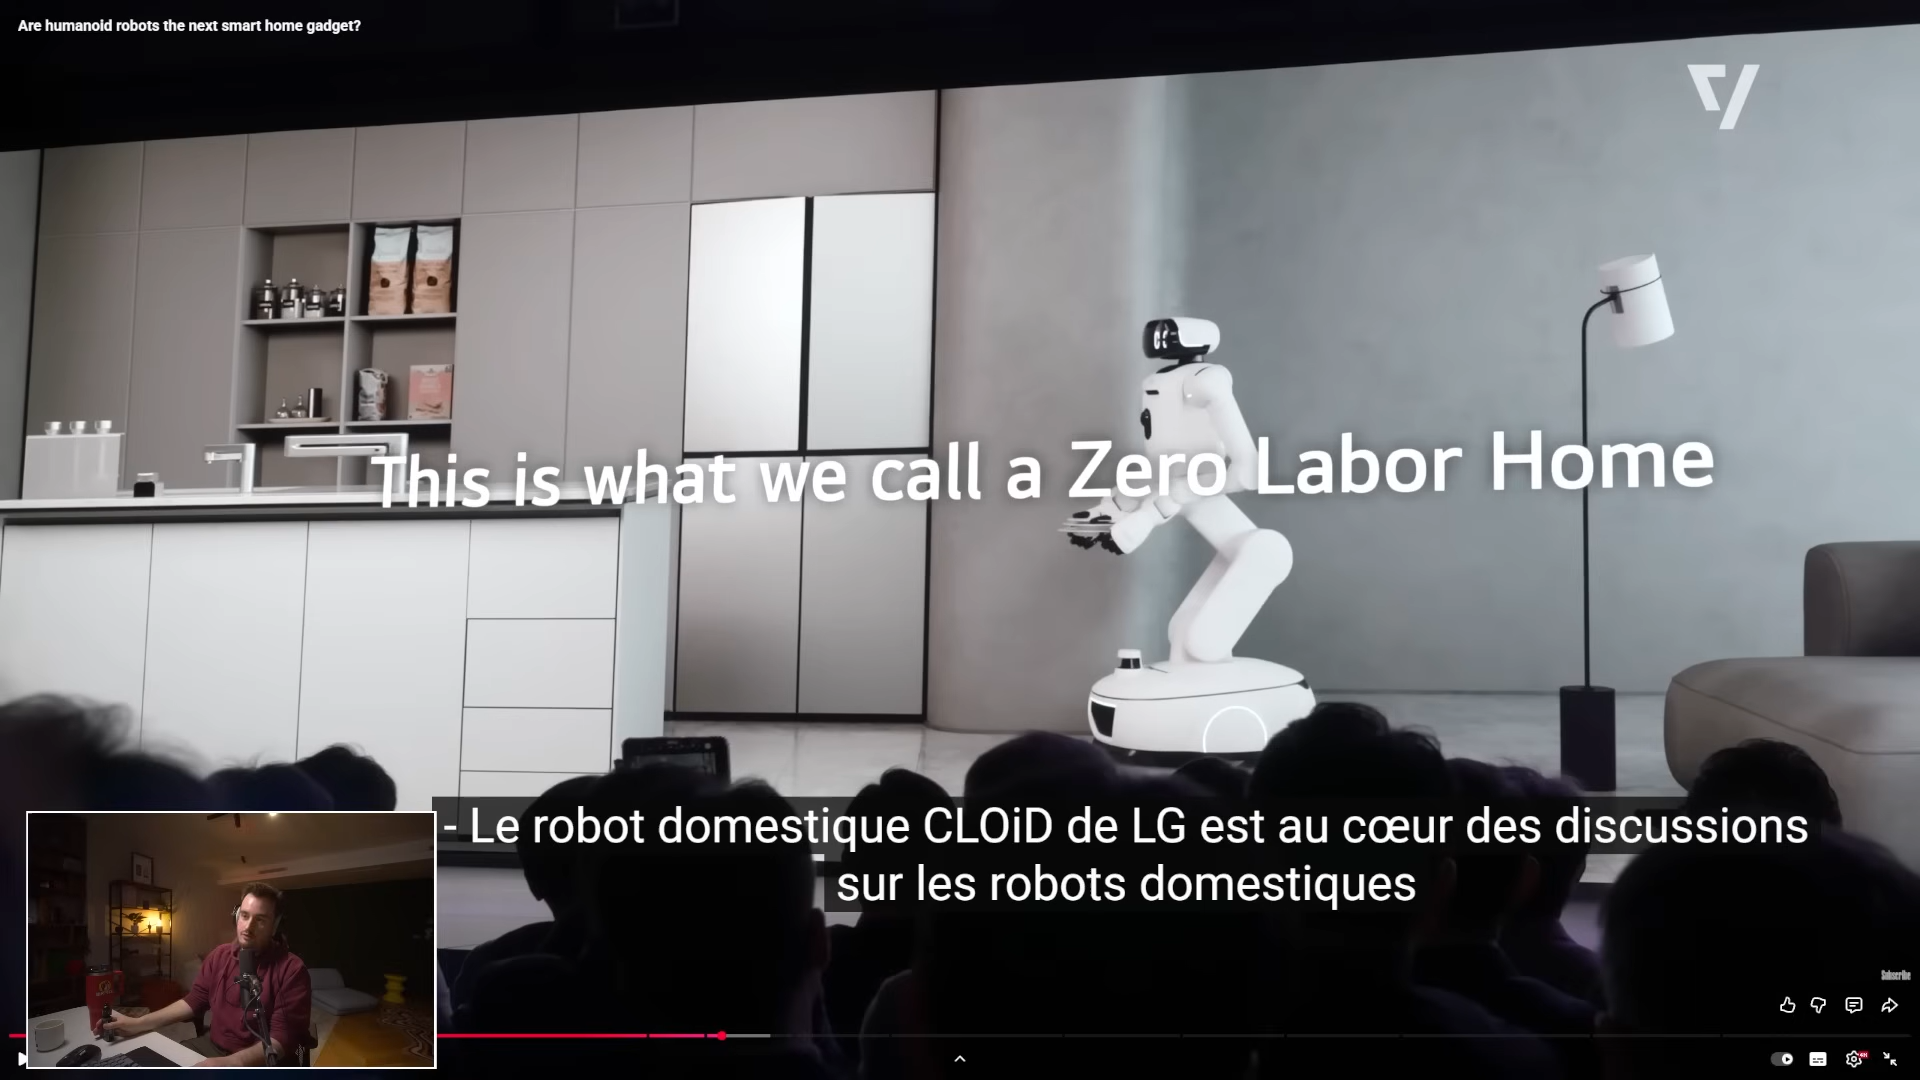 Are humanoid robots the next smart home gadget?
This is what we call a Zero Labor Home
- Le robot domestique CLOiD de LG est au cœur des discussions
sur les robots domestiques
Subscribe